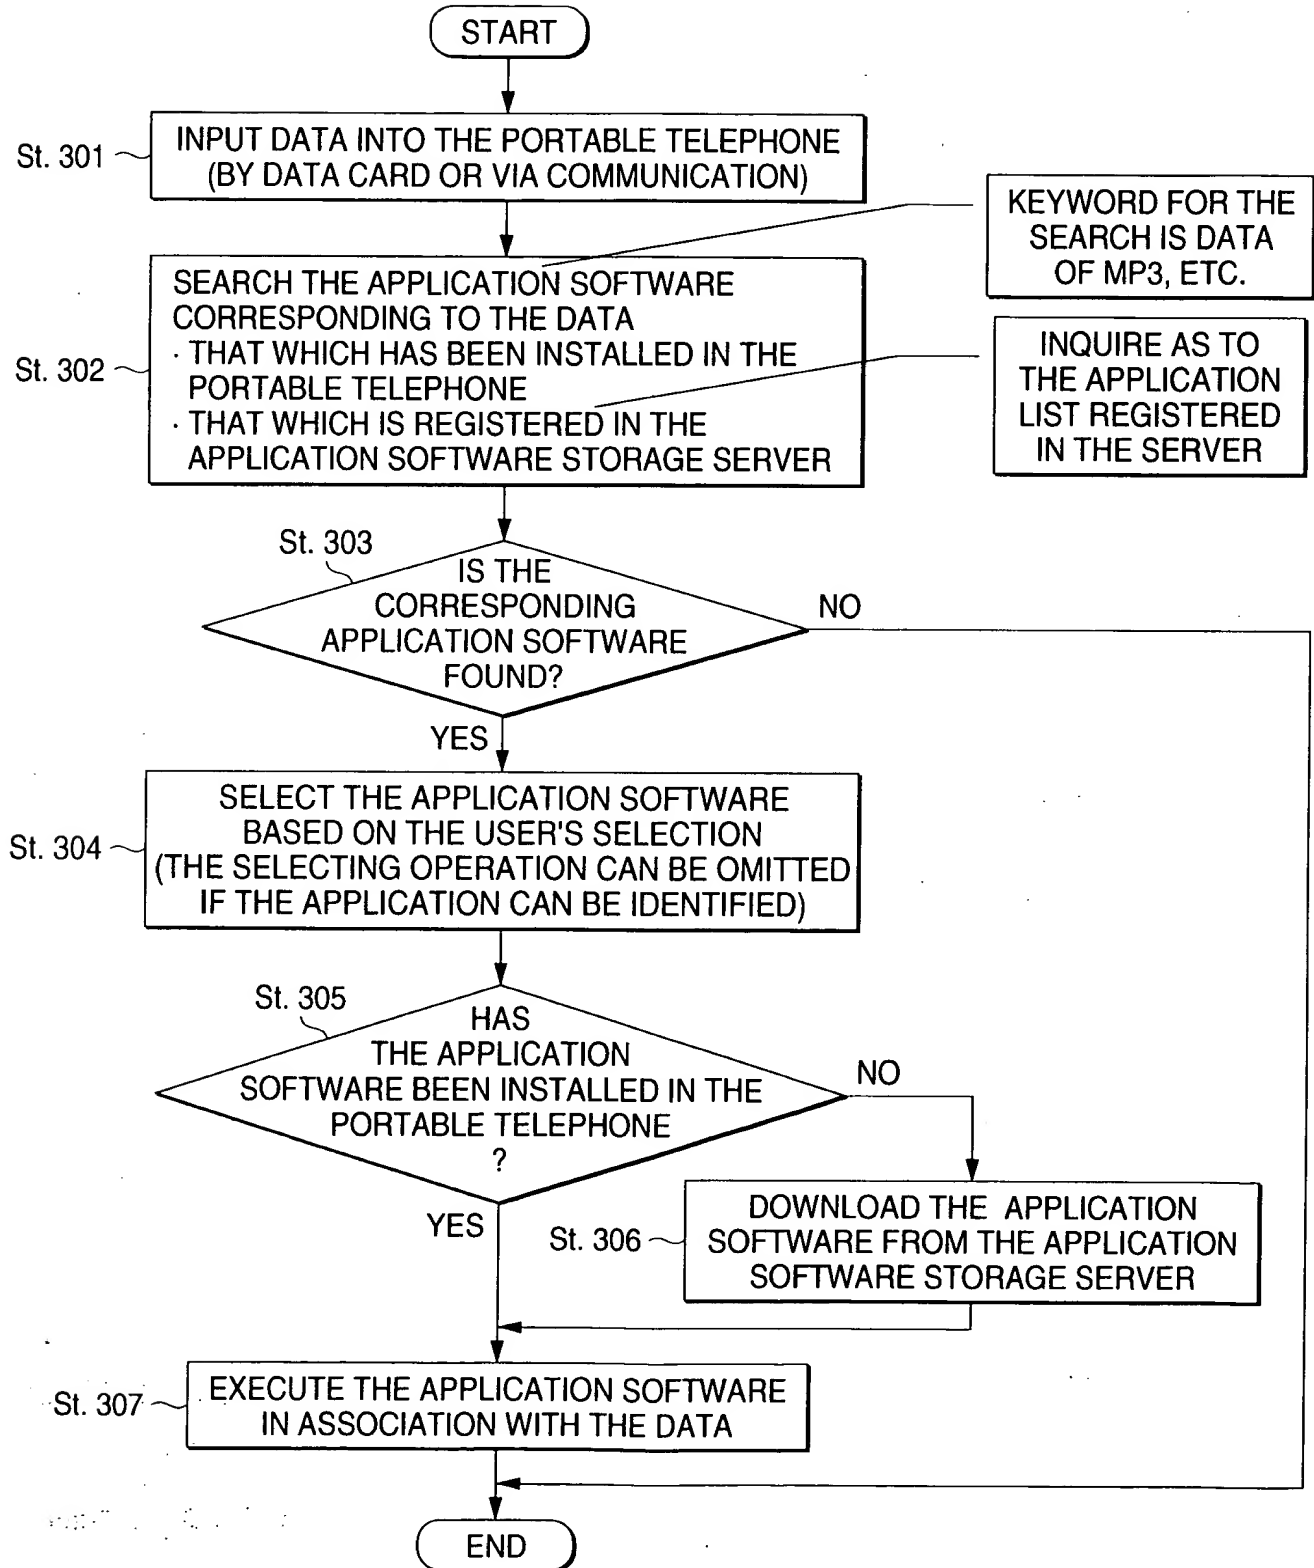 START
St. 301
INPUT DATA INTO THE PORTABLE TELEPHONE
(BY DATA CARD OR VIA COMMUNICATION)
KEYWORD FOR THE
SEARCH IS DATA
OF MP3, ETC.
St. 302
SEARCH THE APPLICATION SOFTWARE
CORRESPONDING TO THE DATA
· THAT WHICH HAS BEEN INSTALLED IN THE
PORTABLE TELEPHONE
· THAT WHICH IS REGISTERED IN THE
APPLICATION SOFTWARE STORAGE SERVER
INQUIRE AS TO
THE APPLICATION
LIST REGISTERED
IN THE SERVER
St. 303
IS THE
CORRESPONDING
APPLICATION SOFTWARE
FOUND?
NO
YES
St. 304
SELECT THE APPLICATION SOFTWARE
BASED ON THE USER'S SELECTION
(THE SELECTING OPERATION CAN BE OMITTED
IF THE APPLICATION CAN BE IDENTIFIED)
St. 305
HAS
THE APPLICATION
SOFTWARE BEEN INSTALLED IN THE
PORTABLE TELEPHONE
?
NO
YES
St. 306
DOWNLOAD THE APPLICATION
SOFTWARE FROM THE APPLICATION
SOFTWARE STORAGE SERVER
St. 307
EXECUTE THE APPLICATION SOFTWARE
IN ASSOCIATION WITH THE DATA
END